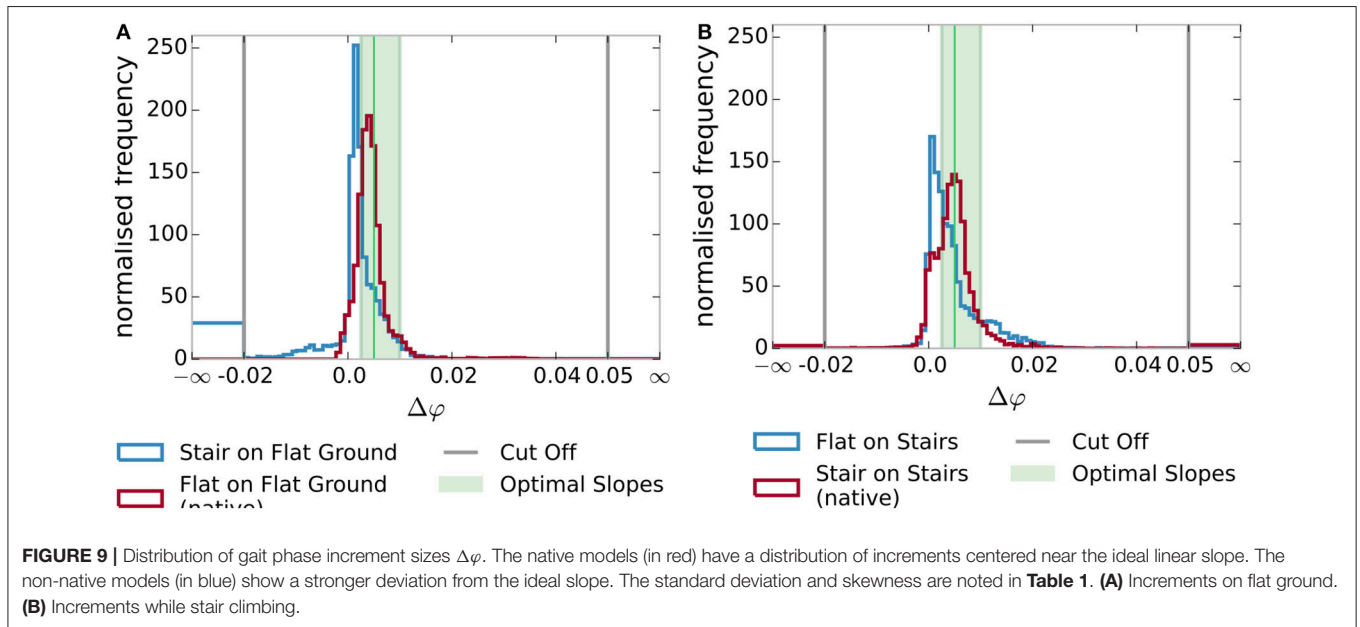 A
250
200
150
100
50
0
normalised frequency
−∞ -0.02 0.0 0.02 0.04 0.05 ∞
Δφ
Stair on Flat Ground
Flat on Flat Ground
(native)
Cut Off
Optimal Slopes
B
250
200
150
100
50
0
normalised frequency
−∞ -0.02 0.0 0.02 0.04 0.05 ∞
Δφ
Flat on Stairs
Stair on Stairs
(native)
Cut Off
Optimal Slopes
FIGURE 9 | Distribution of gait phase increment sizes Δφ. The native models (in red) have a distribution of increments centered near the ideal linear slope. The
non-native models (in blue) show a stronger deviation from the ideal slope. The standard deviation and skewness are noted in Table 1. (A) Increments on flat ground.
(B) Increments while stair climbing.